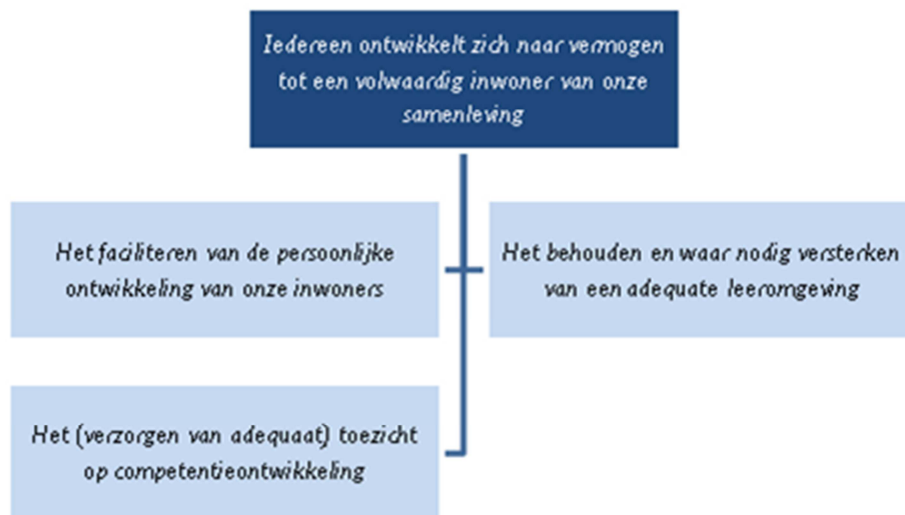 Iedereen ontwikkelt zich naar vermogen
tot een volwaardig inwoner van onze
samenleving
Het faciliteren van de persoonlijke
ontwikkeling van onze inwoners
Het behouden en waar nodig versterken
van een adequate leeromgeving
Het (verzorgen van adequaat) toezicht
op competentieontwikkeling